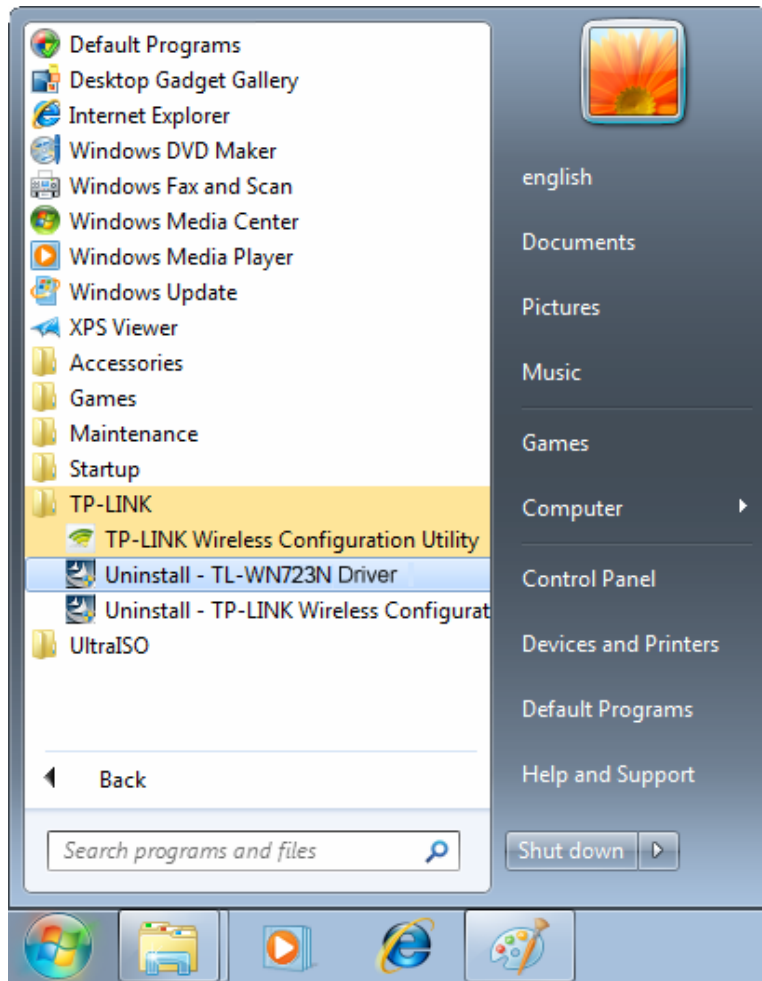 Default Programs
Desktop Gadget Gallery
Internet Explorer
Windows DVD Maker
Windows Fax and Scan
Windows Media Center
Windows Media Player
Windows Update
XPS Viewer
Accessories
Games
Maintenance
Startup
TP-LINK
TP-LINK Wireless Configuration Utility
Uninstall - TL-WN723N Driver
Uninstall - TP-LINK Wireless Configurat
UltraISO
Back
Search programs and files
english
Documents
Pictures
Music
Games
Computer
Control Panel
Devices and Printers
Default Programs
Help and Support
Shut down